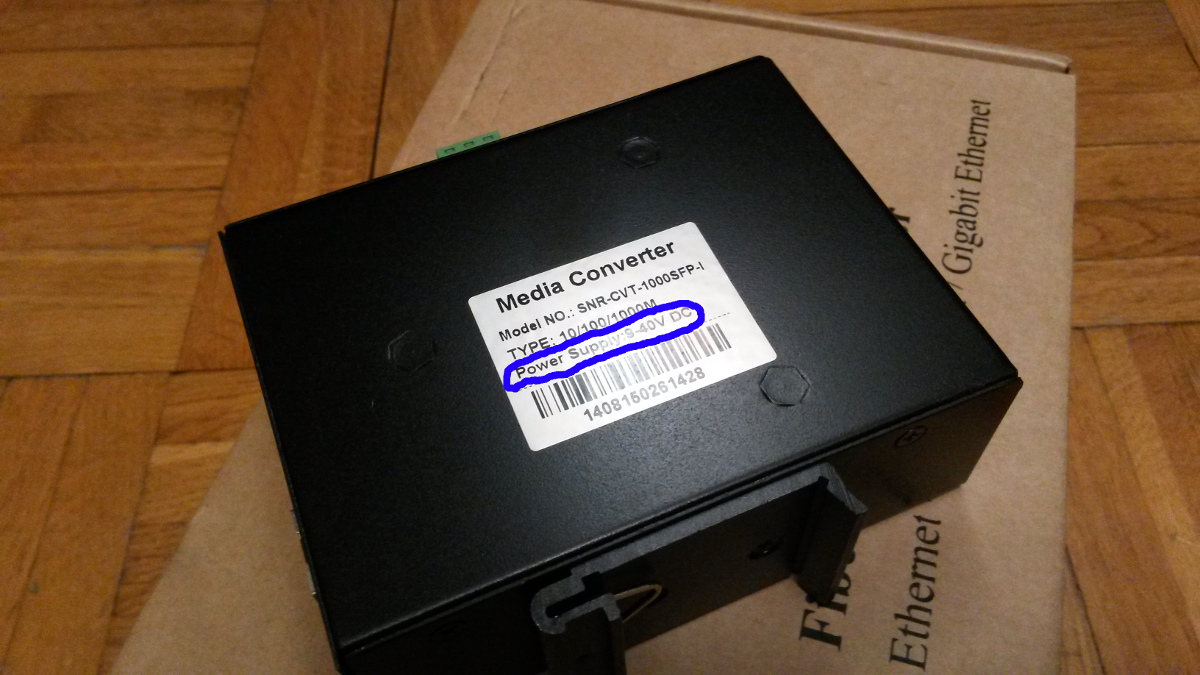 Media Converter
Model NO.: SNR-CVT-1000SFP-I
TYPE: 10/100/1000M
Power Supply:9-40V DC
1408150261428
/Gigabit Ethernet
Ethernet